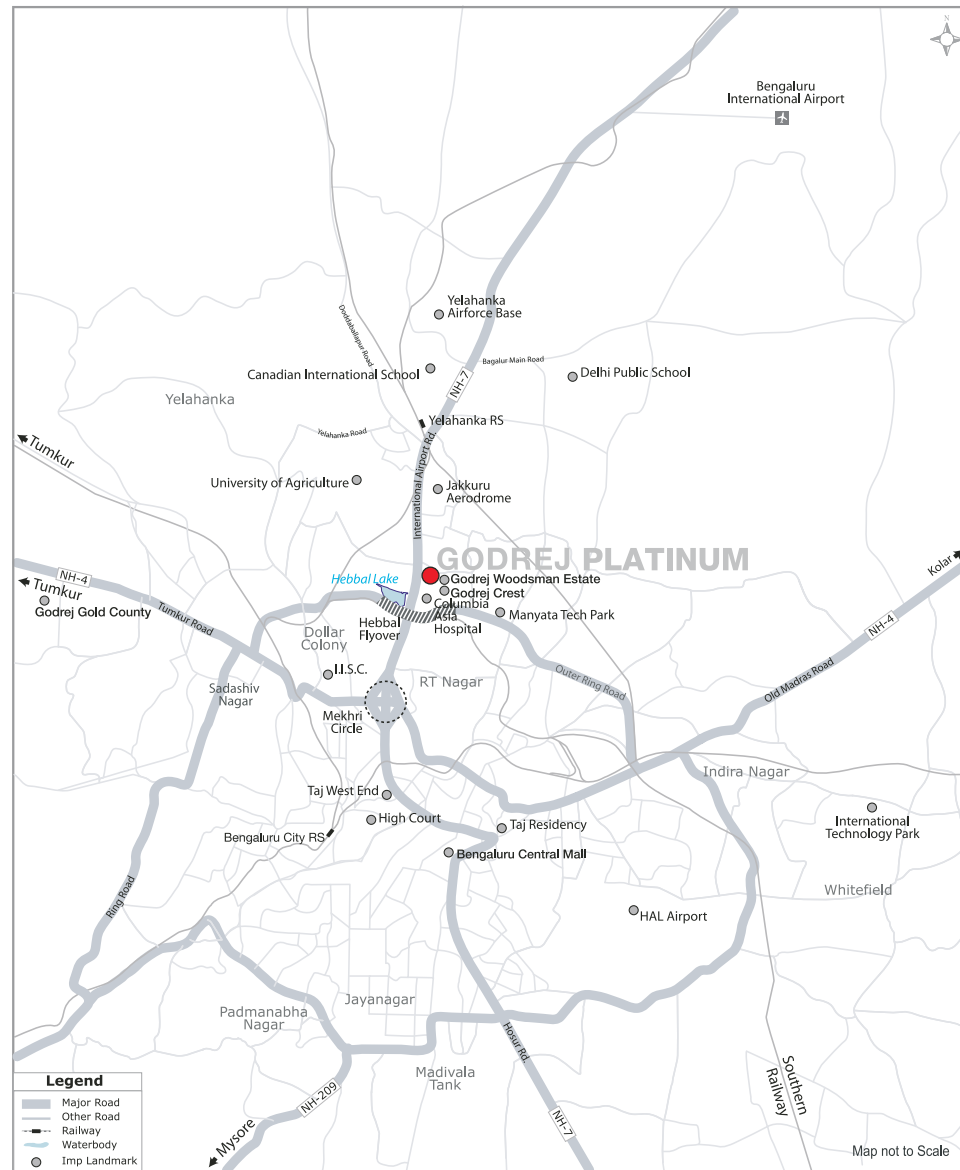 N
Bengaluru
International Airport
Yelahanka
Airforce Base
Doddaballapur Road
Bagalur Main Road
Canadian International School
Delhi Public School
NH-7
Yelahanka
Yelahanka RS
Yelahanka Road
Tumkur
International Airport Rd.
University of Agriculture
Jakkuru
Aerodrome
GODREJ PLATINUM
Kolar
NH-4
Tumkur
Hebbal Lake
Godrej Woodsman Estate
Godrej Crest
Godrej Gold County
Tumkur Road
Columbia
Asia
Hospital
Manyata Tech Park
Hebbal
Flyover
NH-4
Dollar
Colony
I.I.S.C.
RT Nagar
Outer Ring Road
Old Madras Road
Sadashiv
Nagar
Mekhri
Circle
Indira Nagar
Taj West End
High Court
Taj Residency
International
Technology Park
Bengaluru City RS
Bengaluru Central Mall
Ring Road
Whitefield
HAL Airport
Jayanagar
Padmanabha
Nagar
Hosur Rd.
Madivala
Tank
Southern
Railway
NH-209
NH-7
Mysore
Legend
Major Road
Other Road
Railway
Waterbody
Imp Landmark
Map not to Scale